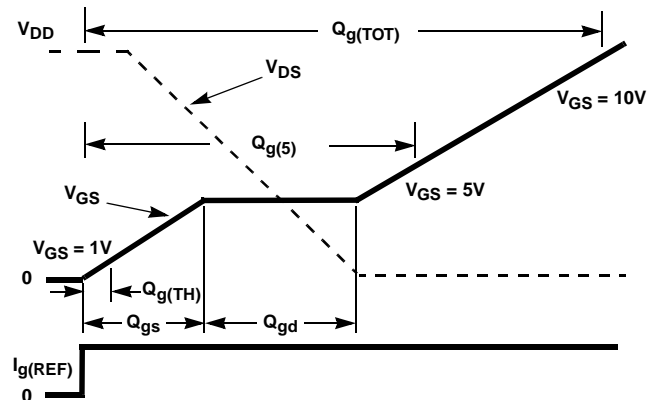 V_DD
Q_g(TOT)
V_DS
V_GS = 10V
Q_g(5)
V_GS
V_GS = 5V
V_GS = 1V
0
Q_g(TH)
Q_gs
Q_gd
I_g(REF)
0